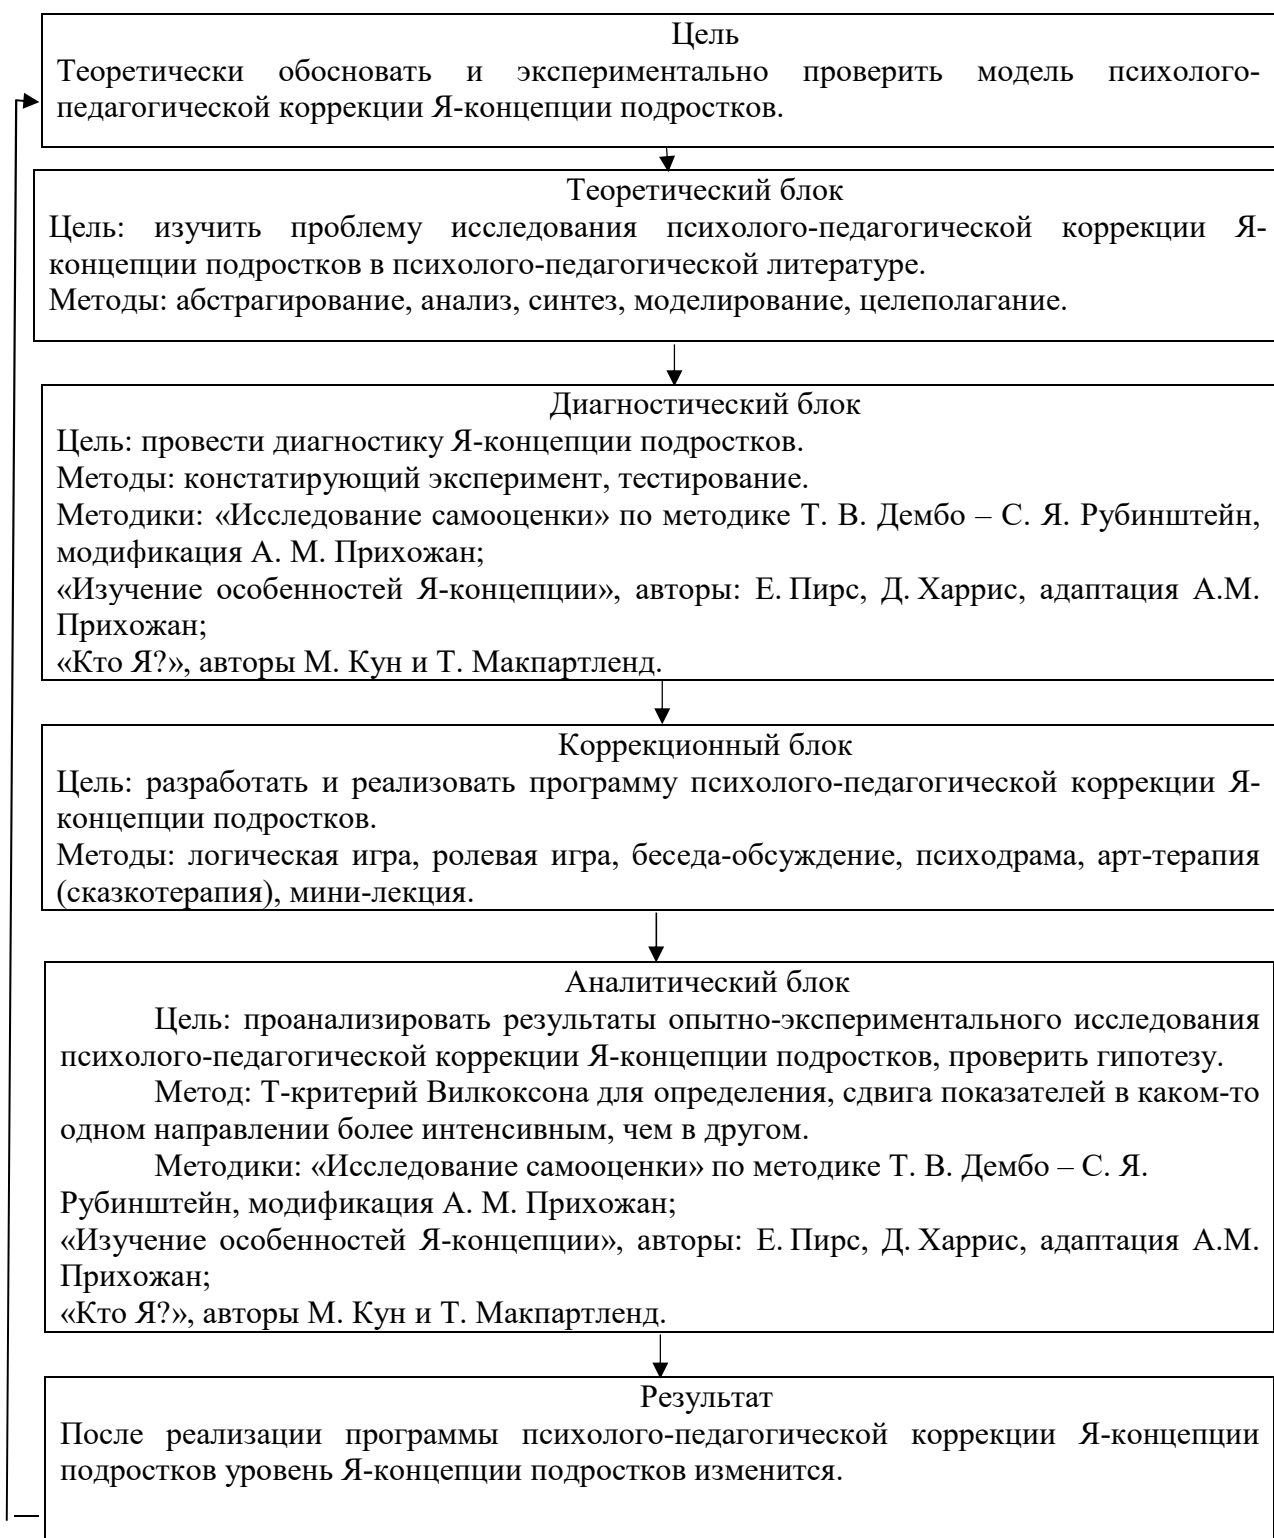 Цель
Теоретически обосновать и экспериментально проверить модель психолого-
педагогической коррекции Я-концепции подростков.
Теоретический блок
Цель: изучить проблему исследования психолого-педагогической коррекции Я-
концепции подростков в психолого-педагогической литературе.
Методы: абстрагирование, анализ, синтез, моделирование, целеполагание.
Диагностический блок
Цель: провести диагностику Я-концепции подростков.
Методы: констатирующий эксперимент, тестирование.
Методики: «Исследование самооценки» по методике Т. В. Дембо – С. Я. Рубинштейн,
модификация А. М. Прихожан;
«Изучение особенностей Я-концепции», авторы: Е. Пирс, Д. Харрис, адаптация А.М.
Прихожан;
«Кто Я?», авторы М. Кун и Т. Макпартленд.
Коррекционный блок
Цель: разработать и реализовать программу психолого-педагогической коррекции Я-
концепции подростков.
Методы: логическая игра, ролевая игра, беседа-обсуждение, психодрама, арт-терапия
(сказкотерапия), мини-лекция.
Аналитический блок
Цель: проанализировать результаты опытно-экспериментального исследования
психолого-педагогической коррекции Я-концепции подростков, проверить гипотезу.
Метод: Т-критерий Вилкоксона для определения, сдвига показателей в каком-то
одном направлении более интенсивным, чем в другом.
Методики: «Исследование самооценки» по методике Т. В. Дембо – С. Я.
Рубинштейн, модификация А. М. Прихожан;
«Изучение особенностей Я-концепции», авторы: Е. Пирс, Д. Харрис, адаптация А.М.
Прихожан;
«Кто Я?», авторы М. Кун и Т. Макпартленд.
Результат
После реализации программы психолого-педагогической коррекции Я-концепции
подростков уровень Я-концепции подростков изменится.